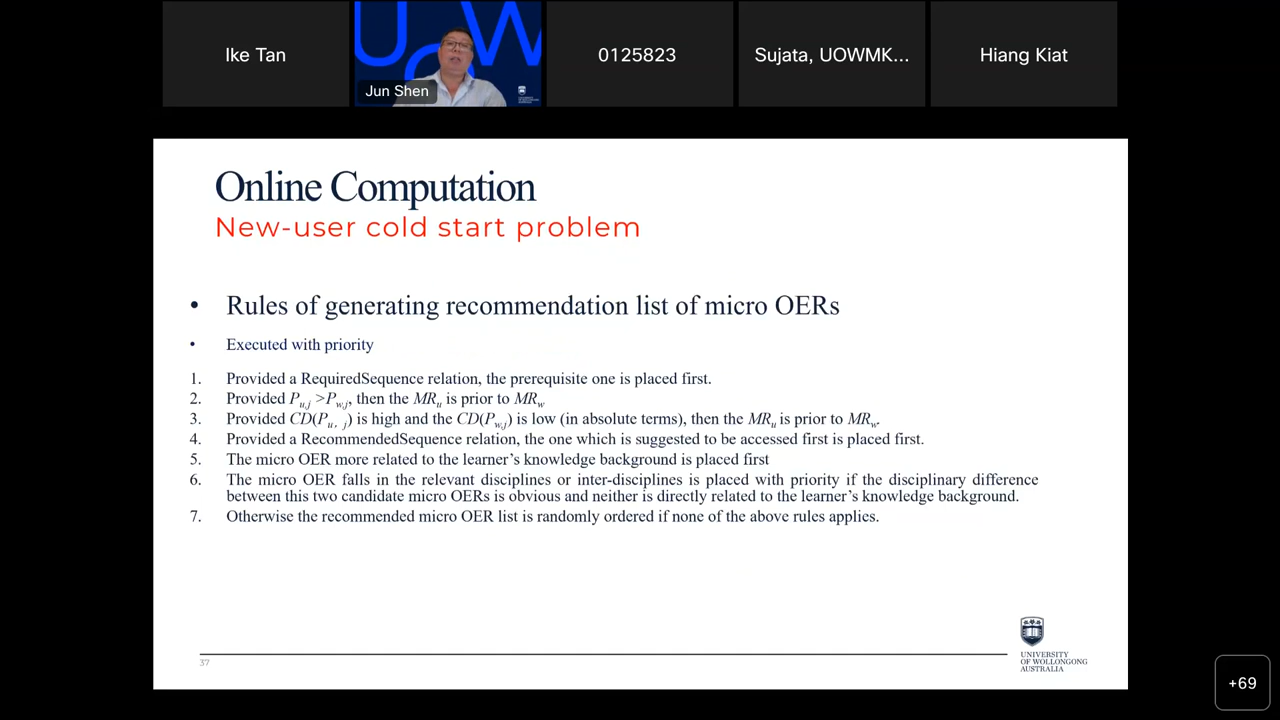 Ike Tan
Jun Shen
0125823
Sujata, UOWMK...
Hiang Kiat
Online Computation
New-user cold start problem
• Rules of generating recommendation list of micro OERs
• Executed with priority
1. Provided a RequiredSequence relation, the prerequisite one is placed first.
2. Provided Pu,j >Pw,j, then the MRu is prior to MRw
3. Provided CD(Pu, j) is high and the CD(Pw,j) is low (in absolute terms), then the MRu is prior to MRw.
4. Provided a RecommendedSequence relation, the one which is suggested to be accessed first is placed first.
5. The micro OER more related to the learner's knowledge background is placed first
6. The micro OER falls in the relevant disciplines or inter-disciplines is placed with priority if the disciplinary difference
between this two candidate micro OERs is obvious and neither is directly related to the learner's knowledge background.
7. Otherwise the recommended micro OER list is randomly ordered if none of the above rules applies.
37
UNIVERSITY
OF WOLLONGONG
AUSTRALIA
+69